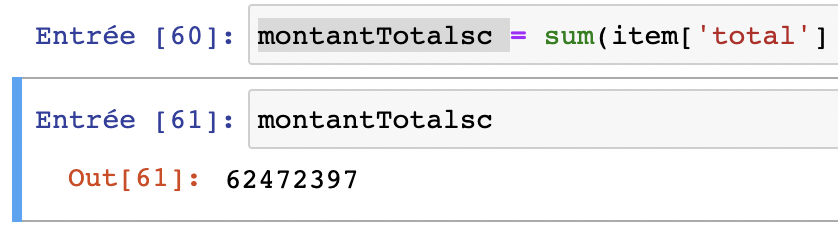 Entrée [60]: montantTotalsc = sum(item['total']
Entrée [61]: montantTotalsc
Out[61]: 62472397